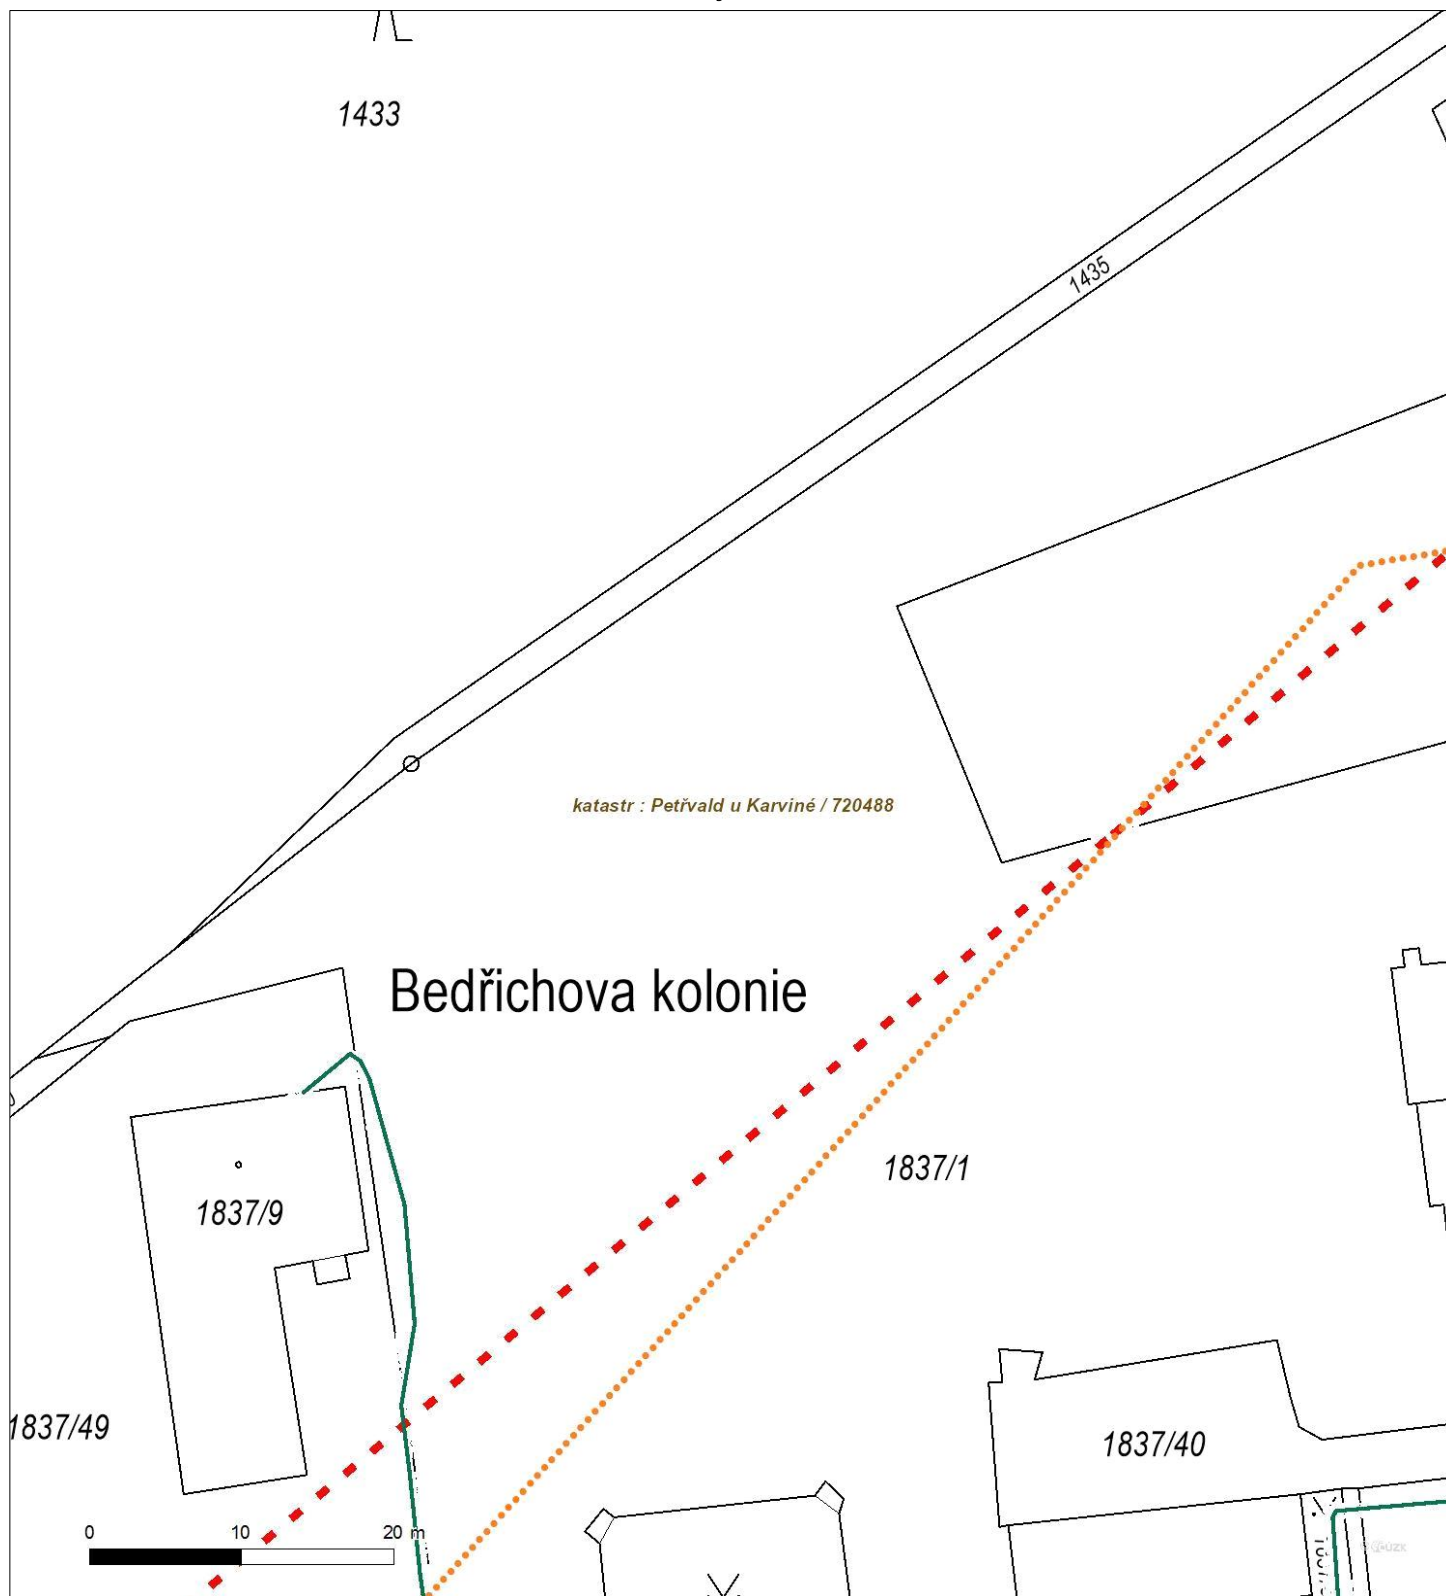 1433
1435
katastr : Petřvald u Karviné / 720488
Bedřichova kolonie
1837/1
1837/9
1837/49
1837/40
0 10 20 m